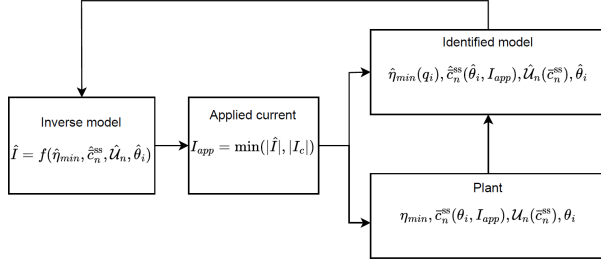 Identified model
$\hat{\eta}_{min}(q_i), \hat{\bar{c}}_n^{ss}(\hat{\theta}_i, I_{app}), \hat{\mathcal{U}}_n(\bar{c}_n^{ss}), \hat{\theta}_i$
Inverse model
$\hat{I} = f(\hat{\eta}_{min}, \hat{\bar{c}}_n^{ss}, \hat{\mathcal{U}}_n, \hat{\theta}_i)$
Applied current
$I_{app} = \min(|\hat{I}|, |I_c|)$
Plant
$\eta_{min}, \bar{c}_n^{ss}(\theta_i, I_{app}), \mathcal{U}_n(\bar{c}_n^{ss}), \theta_i$